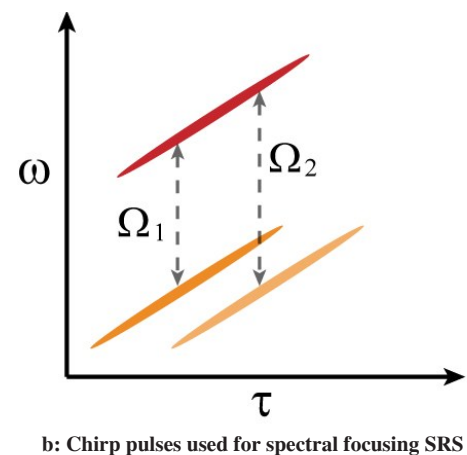 ω
Ω₁
Ω₂
τ
b: Chirp pulses used for spectral focusing SRS